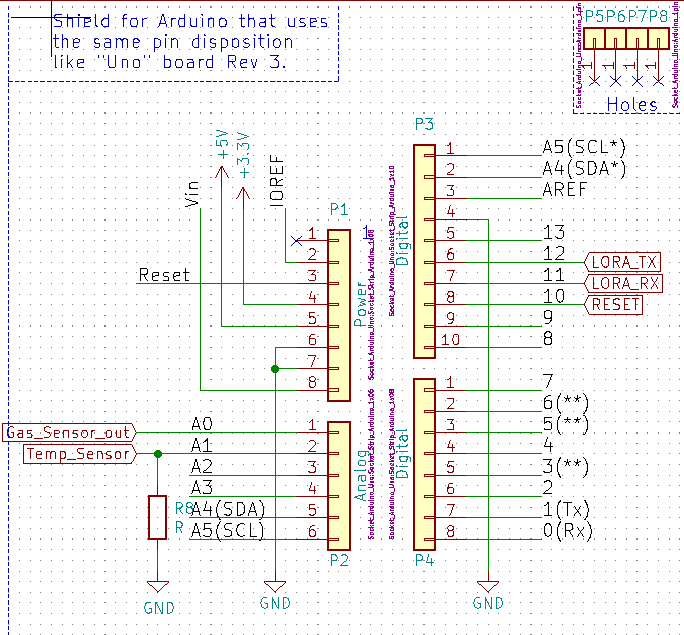 Shield for Arduino that uses
the same pin disposition
like "Uno" board Rev 3.
P5 P6 P7 P8
1 1 1 1
Holes
Socket_Arduino_Uno:Socket_Strip_Arduino_1x10
Vin
+5V
+3.3V
IOREF
Reset
P1
1
1
2
3
4
5
6
7
8
Power
Socket_Arduino_Uno:Socket_Strip_Arduino_1x08
P3
1 A5(SCL*)
2 A4(SDA*)
3 AREF
4
5 13
6 12 LORA_TX
7 11 LORA_RX
8 10 RESET
9 9
10 8
Digital
Gas_Sensor_out A0 1
Temp_Sensor A1 2
A2 3
A3 4
R8 A4(SDA) 5
R A5(SCL) 6
Analog
P2
Socket_Arduino_Uno:Socket_Strip_Arduino_1x06
Socket_Arduino_Uno:Socket_Strip_Arduino_1x08
1 7
2 6(**)
3 5(**)
4 4
5 3(**)
6 2
7 1(Tx)
8 0(Rx)
Digital
P4
GND
GND
GND